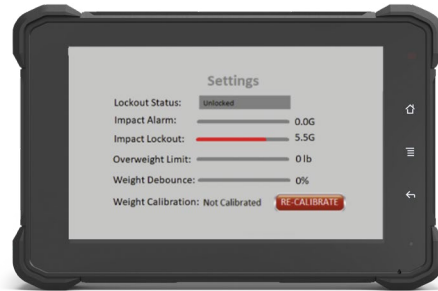 Settings
Lockout Status: Unlocked
Impact Alarm: 0.0G
Impact Lockout: 5.5G
Overweight Limit: 0 lb
Weight Debounce: 0%
Weight Calibration: Not Calibrated RE-CALIBRATE